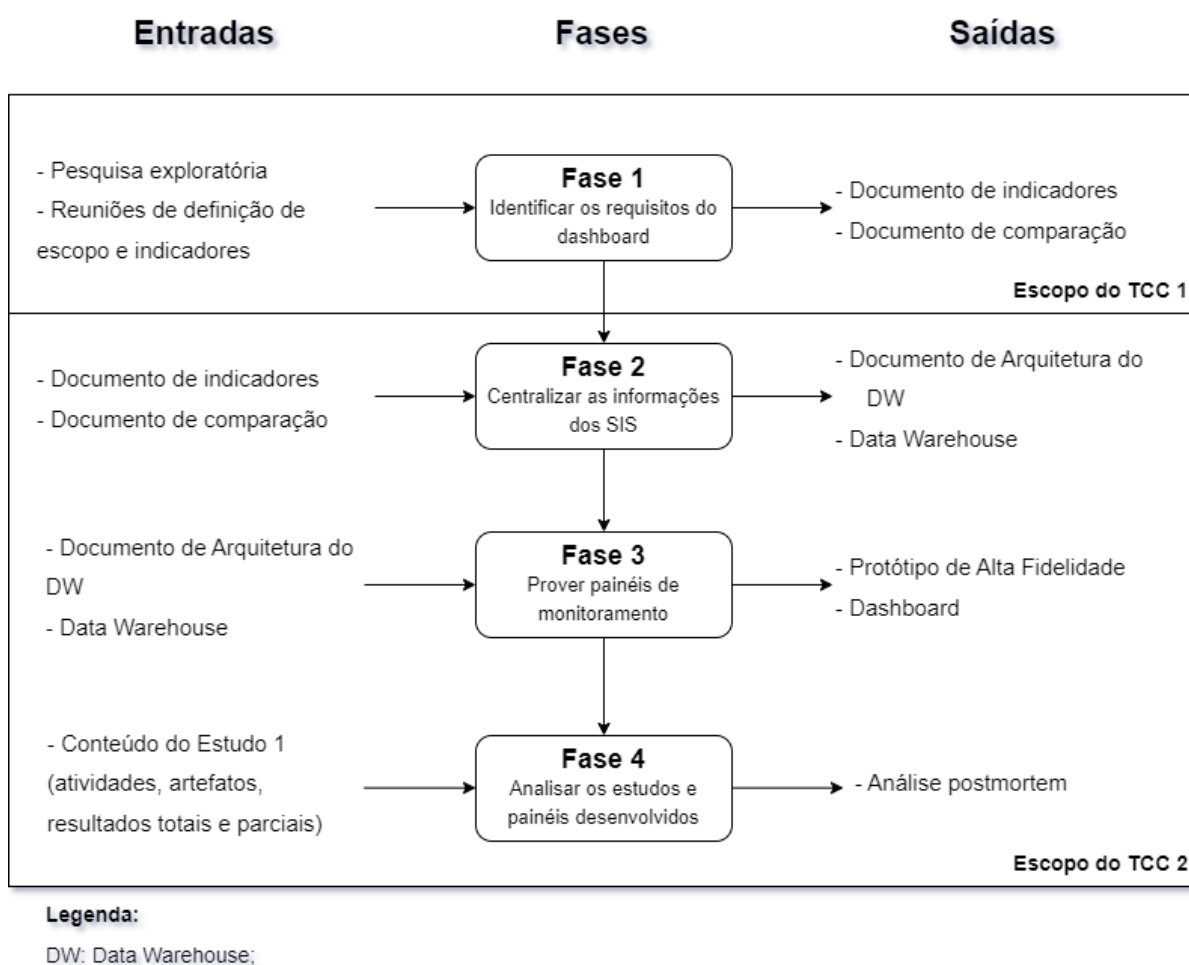 Entradas
Fases
Saídas
- Pesquisa exploratória
- Reuniões de definição de
escopo e indicadores
Fase 1
Identificar os requisitos do
dashboard
- Documento de indicadores
- Documento de comparação
Escopo do TCC 1
- Documento de indicadores
- Documento de comparação
Fase 2
Centralizar as informações
dos SIS
- Documento de Arquitetura do
DW
- Data Warehouse
- Documento de Arquitetura do
DW
- Data Warehouse
Fase 3
Prover painéis de
monitoramento
- Protótipo de Alta Fidelidade
- Dashboard
- Conteúdo do Estudo 1
(atividades, artefatos,
resultados totais e parciais)
Fase 4
Analisar os estudos e
painéis desenvolvidos
- Análise postmortem
Escopo do TCC 2
Legenda:
DW: Data Warehouse;